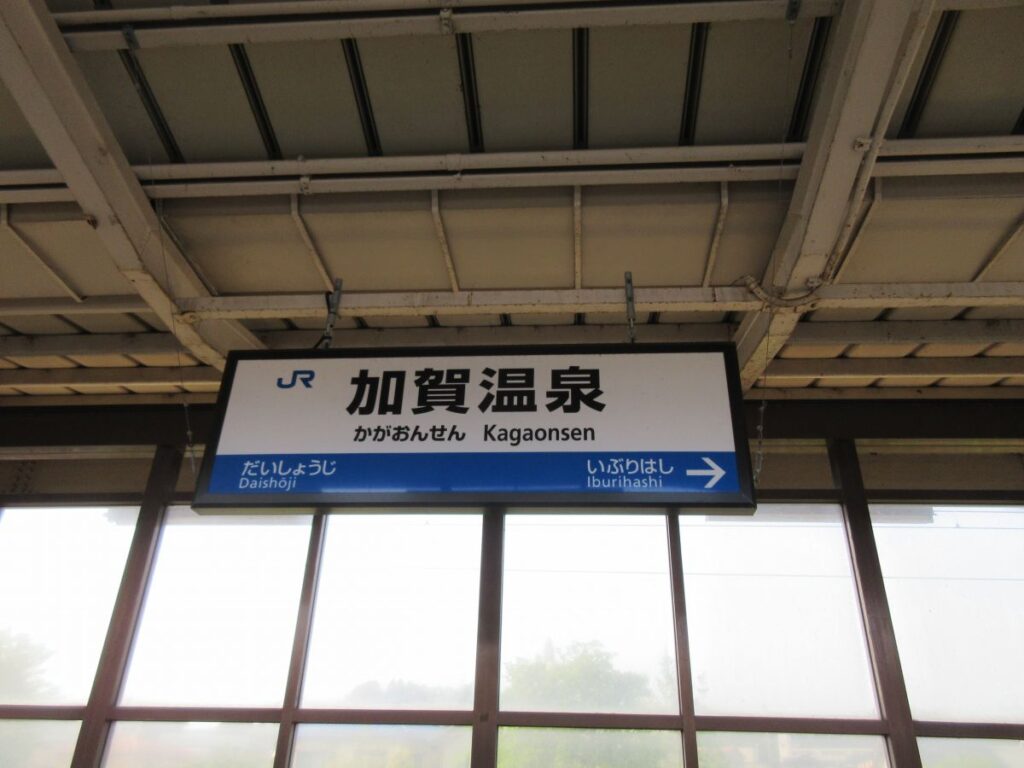 JR 加賀温泉
かがおんせん Kagaonsen
だいしょうじ いぶりはし →
Daishōji Iburihashi